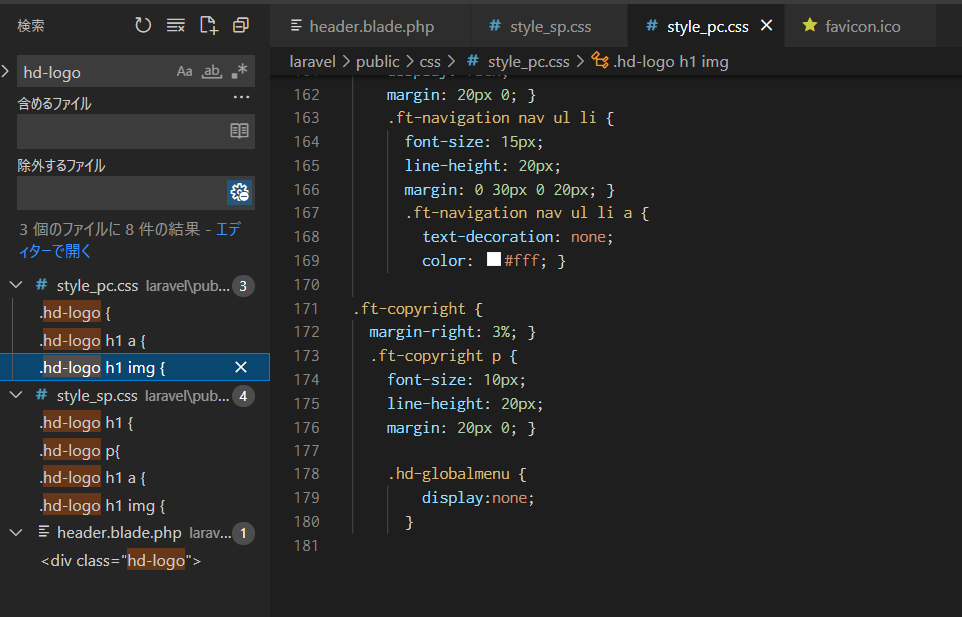 検索
hd-logo Aa ab
含めるファイル
除外するファイル
3 個のファイルに 8 件の結果 - エデ
ィターで開く
# style_pc.css laravel\pub... 3
.hd-logo {
.hd-logo h1 a {
.hd-logo h1 img {
# style_sp.css laravel\pub... 4
.hd-logo h1 {
.hd-logo p{
.hd-logo h1 a {
.hd-logo h1 img {
header.blade.php larav... 1
<div class="hd-logo">
header.blade.php # style_sp.css # style_pc.css favicon.ico
laravel > public > css > # style_pc.css > .hd-logo h1 img
162 margin: 20px 0; }
163 .ft-navigation nav ul li {
164 font-size: 15px;
165 line-height: 20px;
166 margin: 0 30px 0 20px; }
167 .ft-navigation nav ul li a {
168 text-decoration: none;
169 color: #fff; }
170
171 .ft-copyright {
172 margin-right: 3%; }
173 .ft-copyright p {
174 font-size: 10px;
175 line-height: 20px;
176 margin: 20px 0; }
177
178 .hd-globalmenu {
179 display:none;
180 }
181